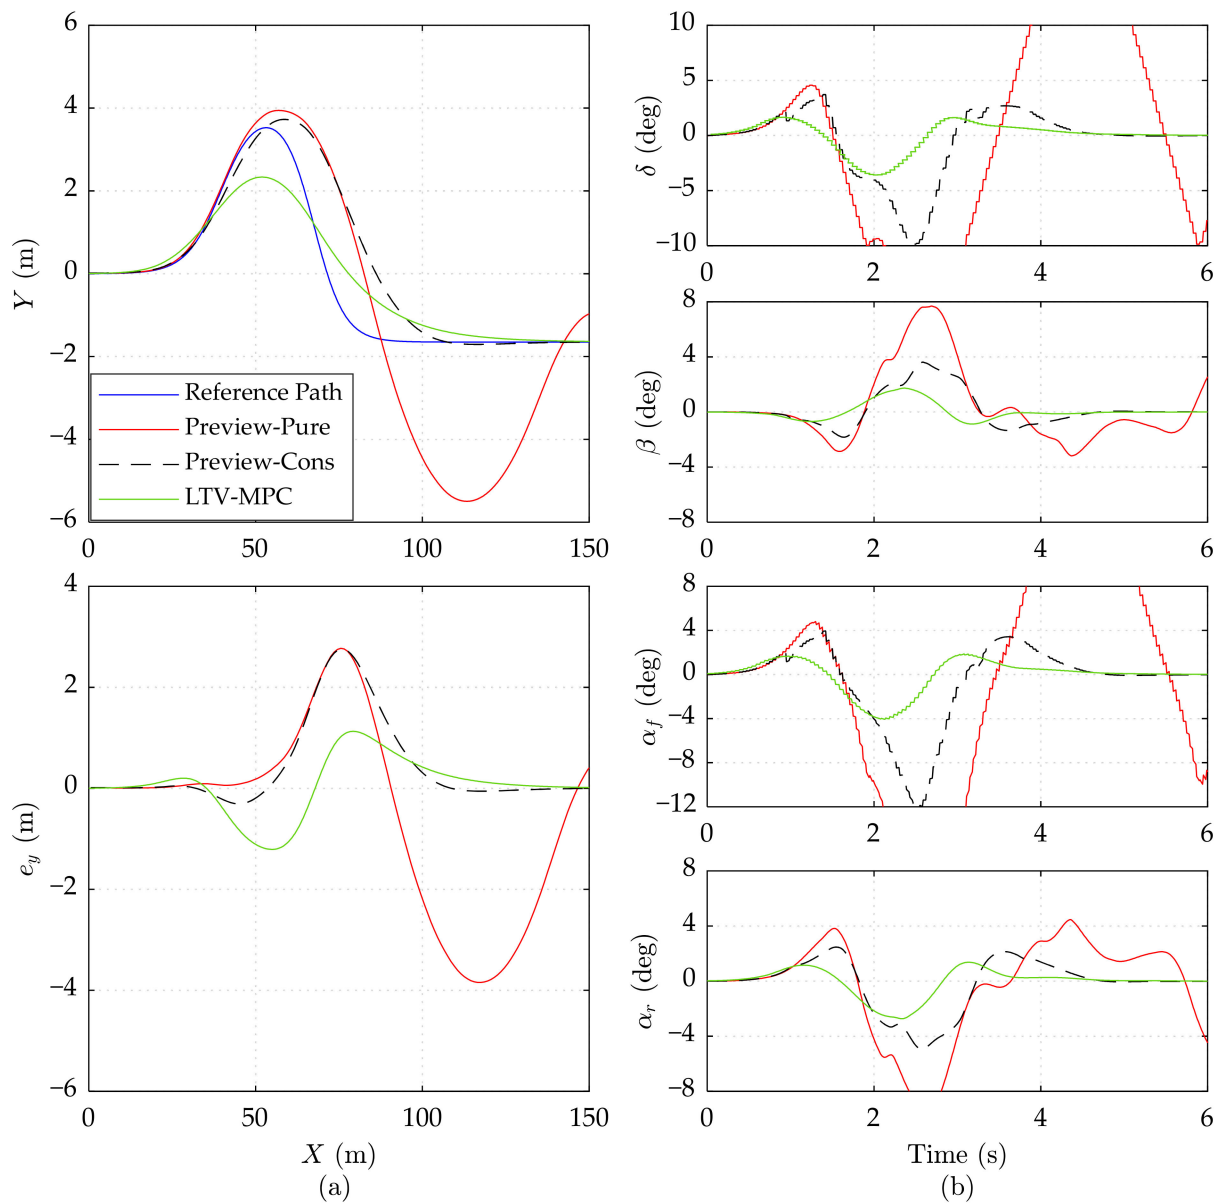 6
4
2
0
−2
−4
−6
Y (m)
Reference Path
Preview-Pure
Preview-Cons
LTV-MPC
0 50 100 150
4
2
0
−2
−4
−6
e_y (m)
0 50 100 150
X (m)
(a)
10
5
0
−5
−10
δ (deg)
0 2 4 6
8
4
0
−4
−8
β (deg)
0 2 4 6
8
4
0
−4
−8
−12
α_f (deg)
0 2 4 6
8
4
0
−4
−8
α_r (deg)
0 2 4 6
Time (s)
(b)